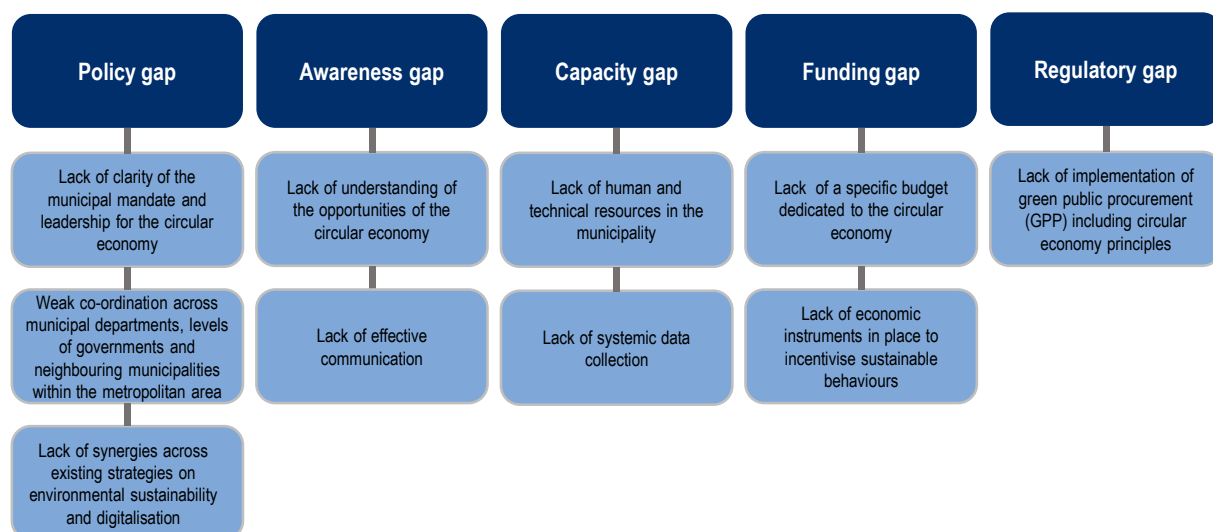 Policy gap
Lack of clarity of the
municipal mandate and
leadership for the circular
economy
Weak co-ordination across
municipal departments, levels
of governments and
neighbouring municipalities
within the metropolitan area
Lack of synergies across
existing strategies on
environmental sustainability
and digitalisation
Awareness gap
Lack of understanding of
the opportunities of the
circular economy
Lack of effective
communication
Capacity gap
Lack of human and
technical resources in the
municipality
Lack of systemic data
collection
Funding gap
Lack of a specific budget
dedicated to the circular
economy
Lack of economic
instruments in place to
incentivise sustainable
behaviours
Regulatory gap
Lack of implementation of
green public procurement
(GPP) including circular
economy principles